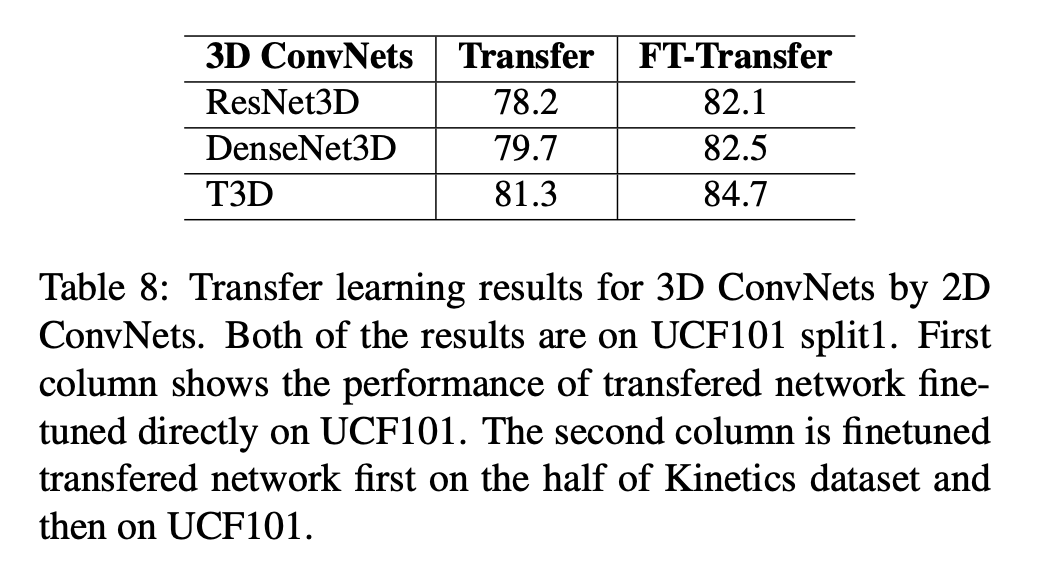 3D ConvNets Transfer FT-Transfer
ResNet3D 78.2 82.1
DenseNet3D 79.7 82.5
T3D 81.3 84.7
Table 8: Transfer learning results for 3D ConvNets by 2D
ConvNets. Both of the results are on UCF101 split1. First
column shows the performance of transfered network fine-
tuned directly on UCF101. The second column is finetuned
transfered network first on the half of Kinetics dataset and
then on UCF101.